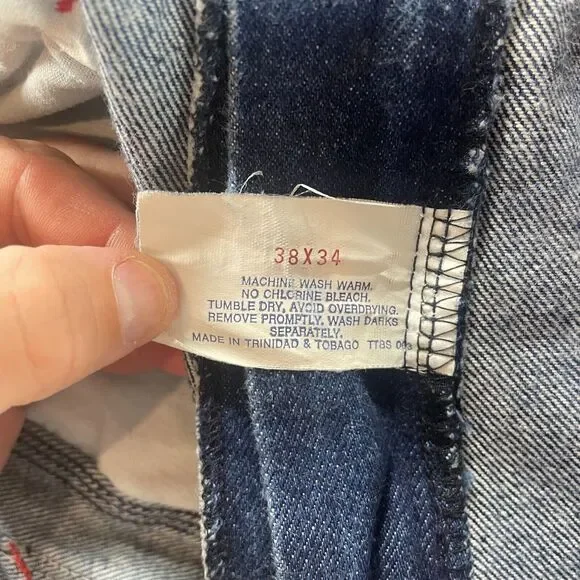 38X34
MACHINE WASH WARM.
NO CHLORINE BLEACH.
TUMBLE DRY, AVOID OVERDRYING.
REMOVE PROMPTLY. WASH DARKS
SEPARATELY.
MADE IN TRINIDAD & TOBAGO TTBS